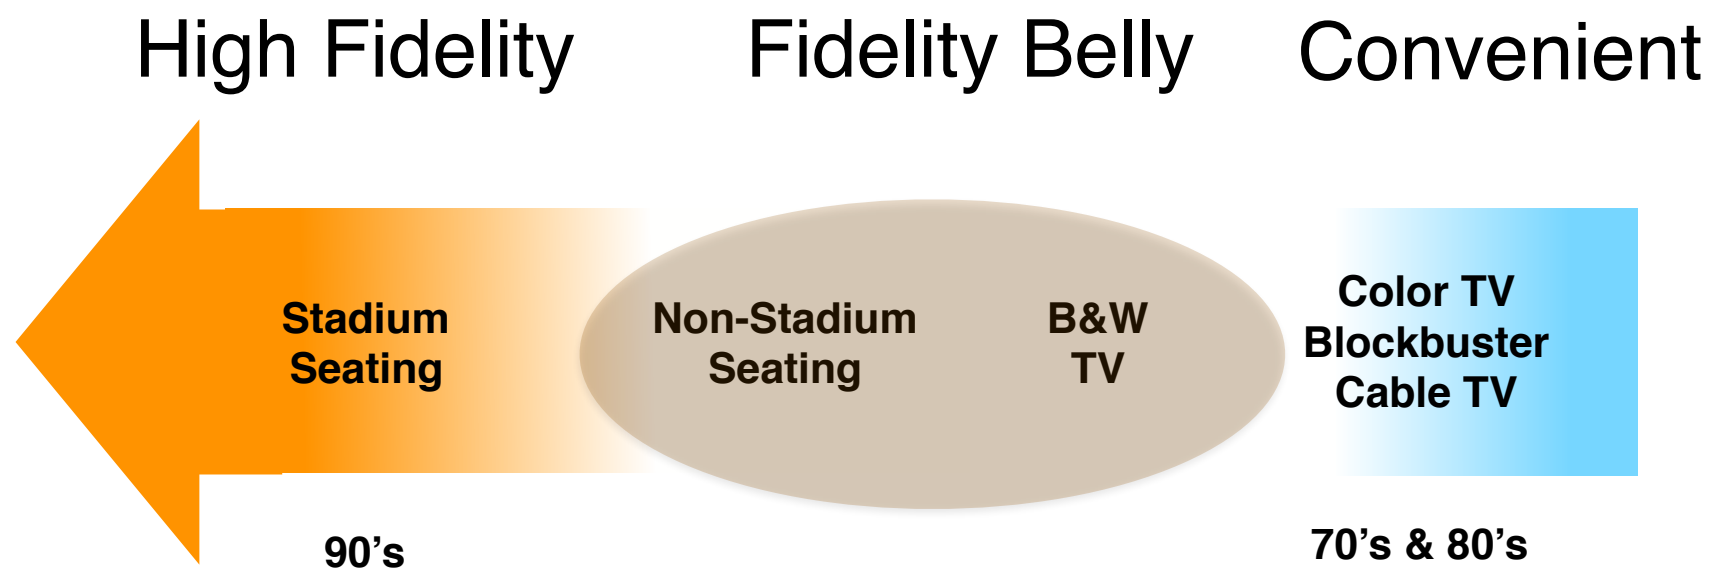 High Fidelity
Fidelity Belly
Convenient
Stadium
Seating
Non-Stadium
Seating
B&W
TV
Color TV
Blockbuster
Cable TV
90’s
70’s & 80’s